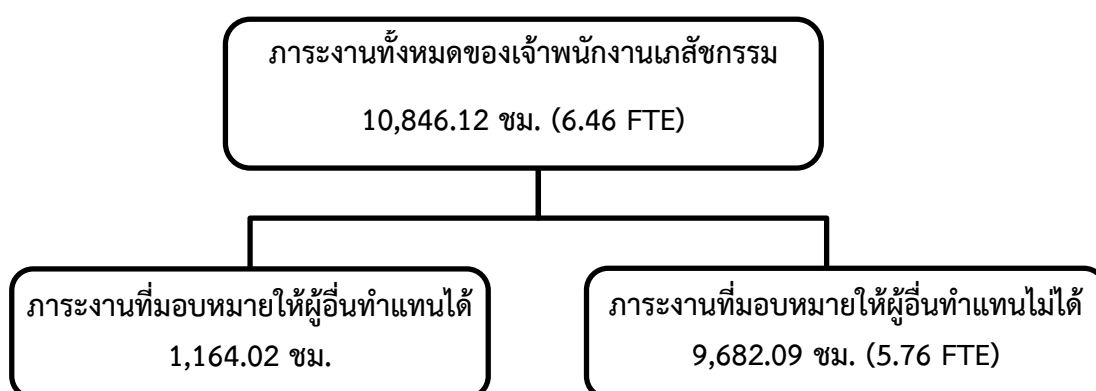 ภาระงานทั้งหมดของเจ้าพนักงานเภสัชกรรม
10,846.12 ชม. (6.46 FTE)
ภาระงานที่มอบหมายให้ผู้อื่นทำแทนได้
1,164.02 ชม.
ภาระงานที่มอบหมายให้ผู้อื่นทำแทนไม่ได้
9,682.09 ชม. (5.76 FTE)